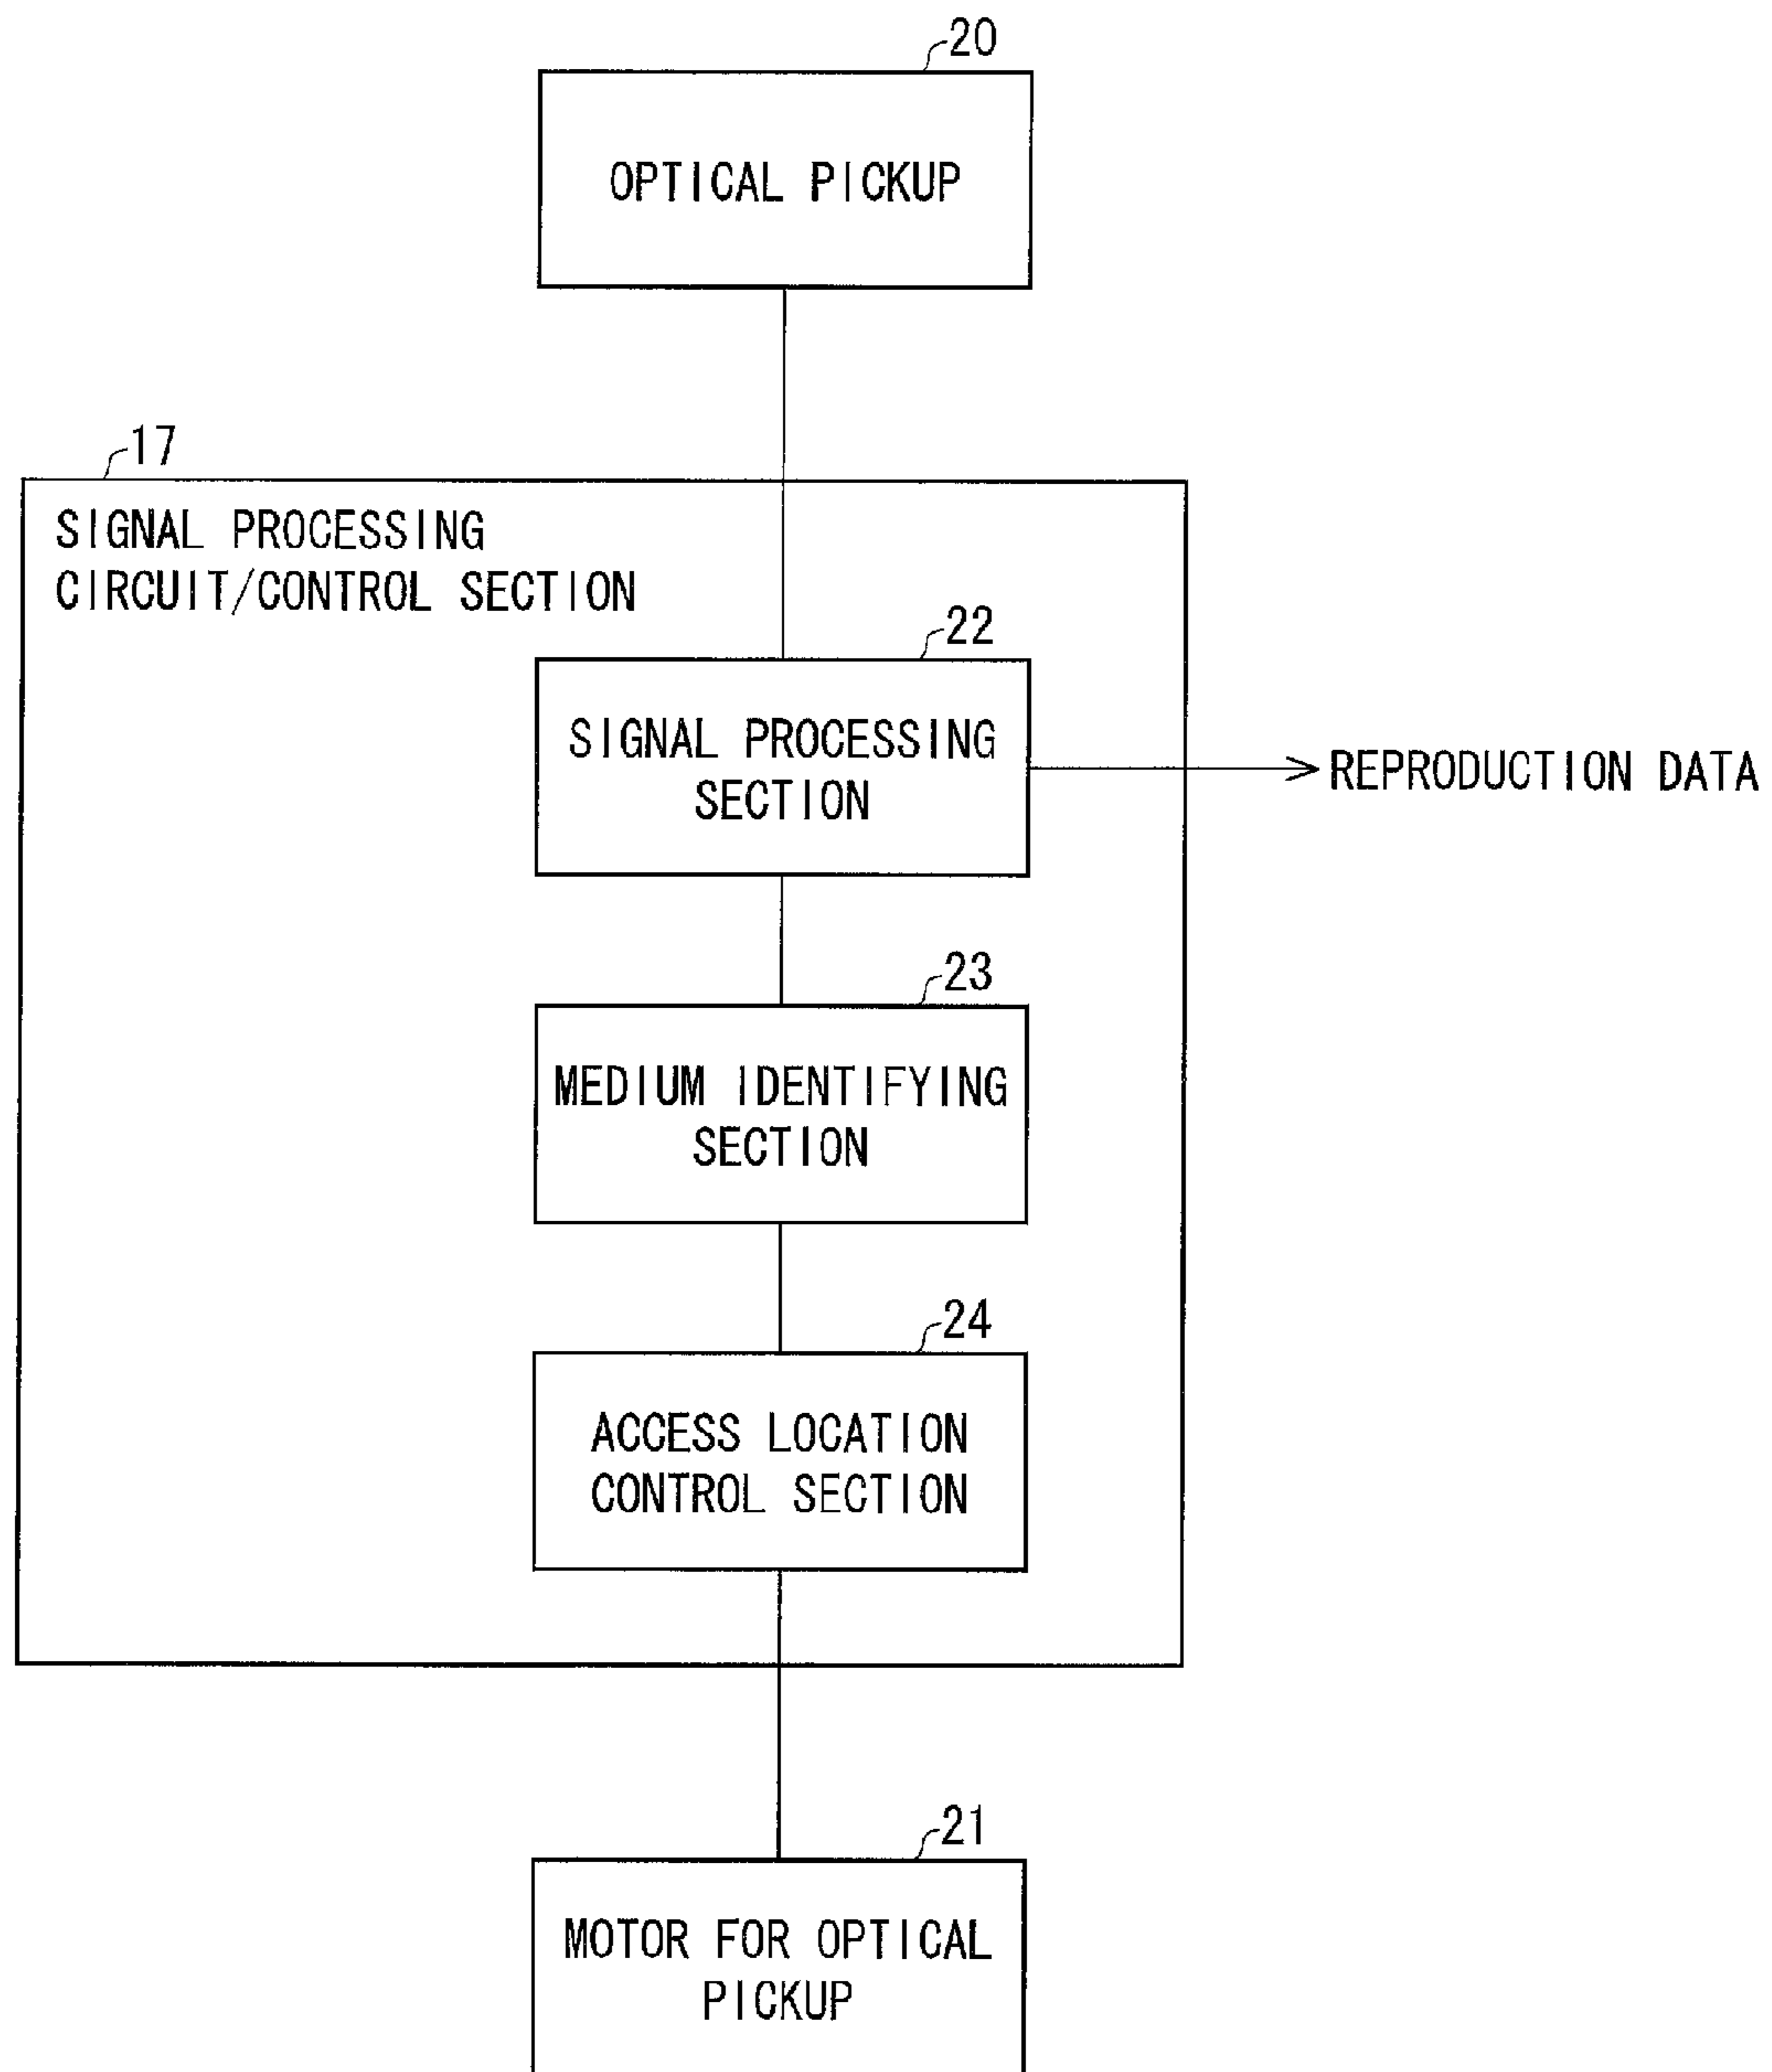 20
OPTICAL PICKUP
17
SIGNAL PROCESSING
CIRCUIT/CONTROL SECTION
22
SIGNAL PROCESSING
SECTION
REPRODUCTION DATA
23
MEDIUM IDENTIFYING
SECTION
24
ACCESS LOCATION
CONTROL SECTION
21
MOTOR FOR OPTICAL
PICKUP